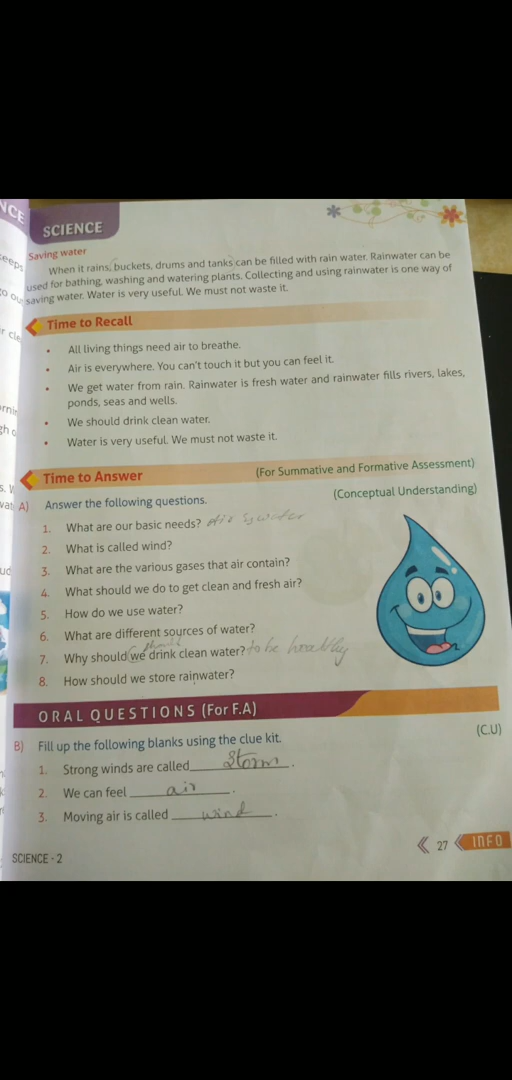 NCE
SCIENCE
Saving water
When it rains, buckets, drums and tanks can be filled with rain water. Rainwater can be
used for bathing, washing and watering plants. Collecting and using rainwater is one way of
saving water. Water is very useful. We must not waste it.
Time to Recall
• All living things need air to breathe.
• Air is everywhere. You can't touch it but you can feel it.
• We get water from rain. Rainwater is fresh water and rainwater fills rivers, lakes,
ponds, seas and wells.
• We should drink clean water.
• Water is very useful. We must not waste it.
Time to Answer (For Summative and Formative Assessment)
A) Answer the following questions. (Conceptual Understanding)
1. What are our basic needs? Air water
2. What is called wind?
3. What are the various gases that air contain?
4. What should we do to get clean and fresh air?
5. How do we use water?
6. What are different sources of water?
should
7. Why should we drink clean water? to be healthy
8. How should we store rainwater?
ORAL QUESTIONS (For F.A)
B) Fill up the following blanks using the clue kit. (C.U)
1. Strong winds are called Storm.
2. We can feel air.
3. Moving air is called wind.
SCIENCE - 2 27 INFO